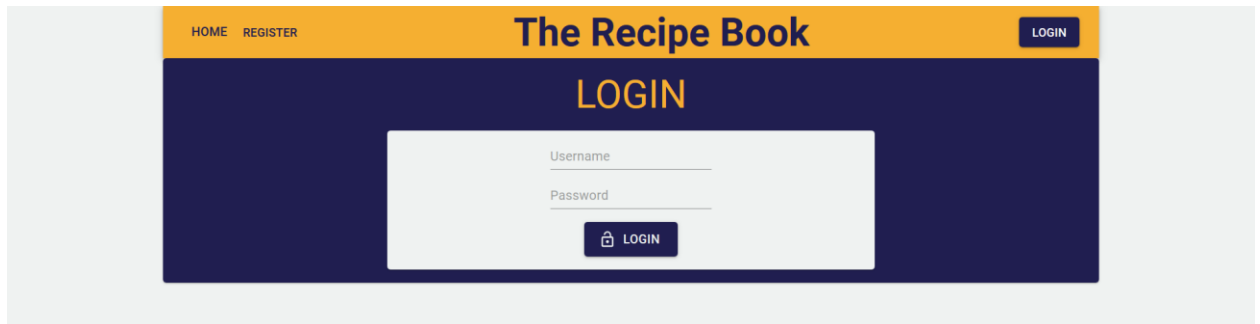 HOME REGISTER The Recipe Book LOGIN
LOGIN
Username
Password
LOGIN